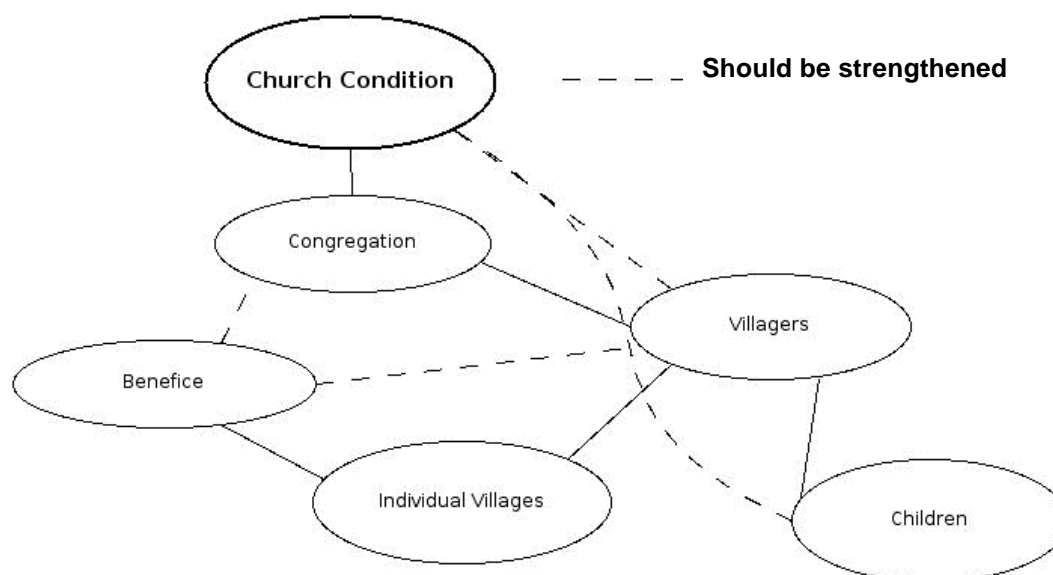 Church Condition
Should be strengthened
Congregation
Villagers
Benefice
Individual Villages
Children